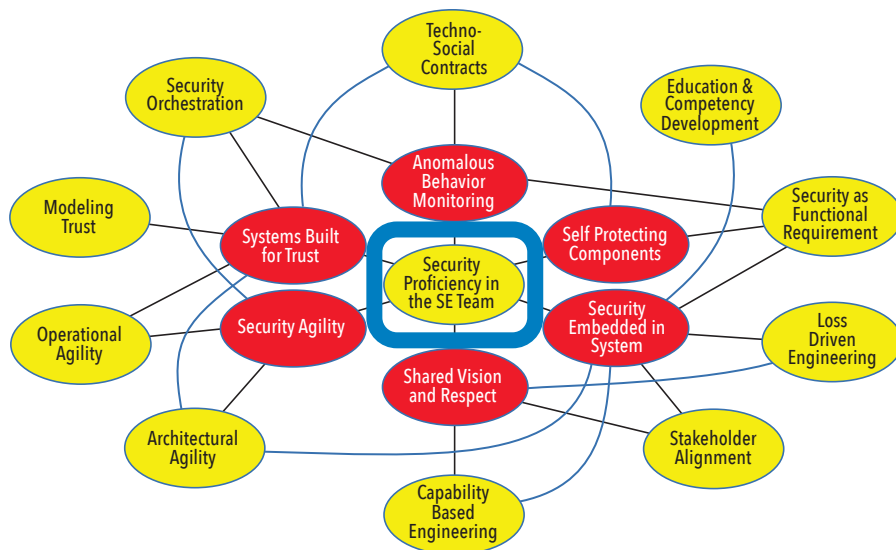 Techno-
Social
Contracts
Security
Orchestration
Education &
Competency
Development
Anomalous
Behavior
Monitoring
Modeling
Trust
Systems Built
for Trust
Self Protecting
Components
Security as
Functional
Requirement
Security
Proficiency in
the SE Team
Operational
Agility
Security Agility
Security
Embedded in
System
Loss
Driven
Engineering
Shared Vision
and Respect
Architectural
Agility
Stakeholder
Alignment
Capability
Based
Engineering